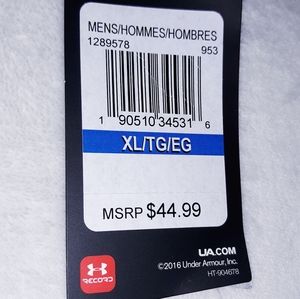 MENS/HOMMES/HOMBRES
1289578 953
1 90510 34531 6
XL/TG/EG
MSRP $44.99
RECORD
UA.COM
©2016 Under Armour, Inc.
HT-904678